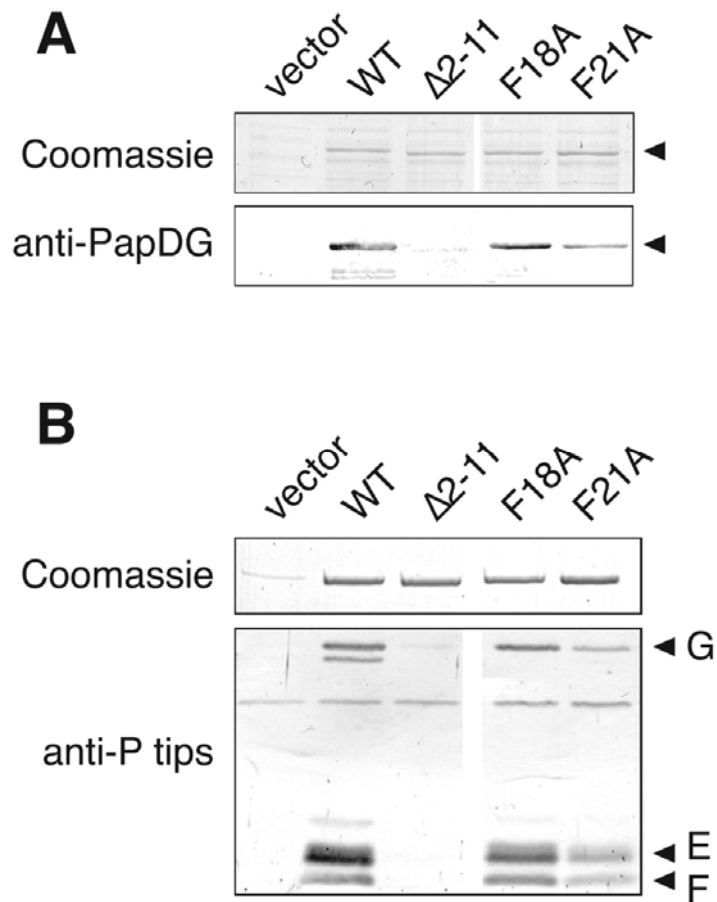 A
vector WT Δ2-11 F18A F21A
Coomassie
anti-PapDG
B
vector WT Δ2-11 F18A F21A
Coomassie
G
anti-P tips
E
F